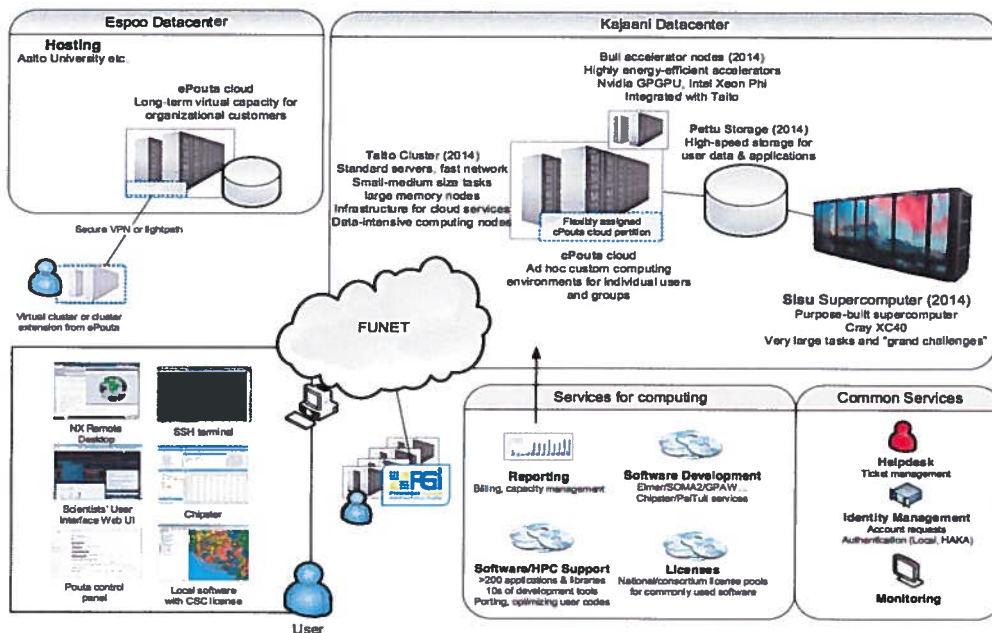 Espoo Datacenter
Hosting
Aalto University etc.
ePouta cloud
Long-term virtual capacity for
organizational customers
Secure VPN or lightpath
Virtual cluster or cluster
extension from ePouta
Kajaani Datacenter
Bull accelerator nodes (2014)
Highly energy-efficient accelerators
Nvidia GPGPU, Intel Xeon Phi
Integrated with Taito
Taito Cluster (2014)
Standard servers, fast network
Small-medium size tasks
large memory nodes
Infrastructure for cloud services
Data-intensive computing nodes
Pettu Storage (2014)
High-speed storage for
user data & applications
Flexibly assigned
cPouta cloud partition
cPouta cloud
Ad hoc custom computing
environments for individual users
and groups
Sisu Supercomputer (2014)
Purpose-built supercomputer
Cray XC40
Very large tasks and "grand challenges"
FUNET
NX Remote
Desktop
SSH terminal
Scientists' User
Interface Web UI
Chipster
Pouta control
panel
Local software
with CSC license
User
FGI
Services for computing
Reporting
Billing, capacity management
Software Development
Elmer/SOMA2/GPAW...
Chipster/PaiTuli services
Software/HPC Support
>200 applications & libraries
10s of development tools
Porting, optimizing user codes
Licenses
National/consortium license pools
for commonly used software
Common Services
Helpdesk
Ticket management
Identity Management
Account requests
Authentication (Local, HAKA)
Monitoring